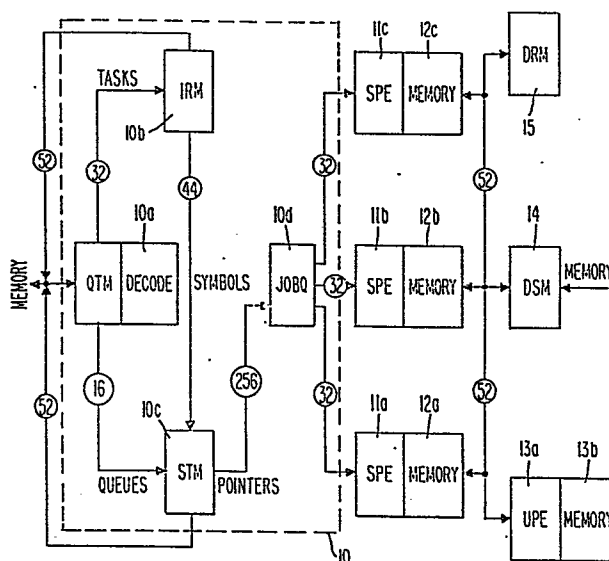 11c 12c
SPE MEMORY
DRM
15
TASKS
IRM
10b
52
32
44
32
52
10a
QTM DECODE
MEMORY
SYMBOLS
10d
JOBQ
32
11b 12b
SPE MEMORY
14
DSM
MEMORY
16
256
32
52
52
10c
STM
QUEUES
POINTERS
11a 12a
SPE MEMORY
13a 13b
UPE MEMORY
10